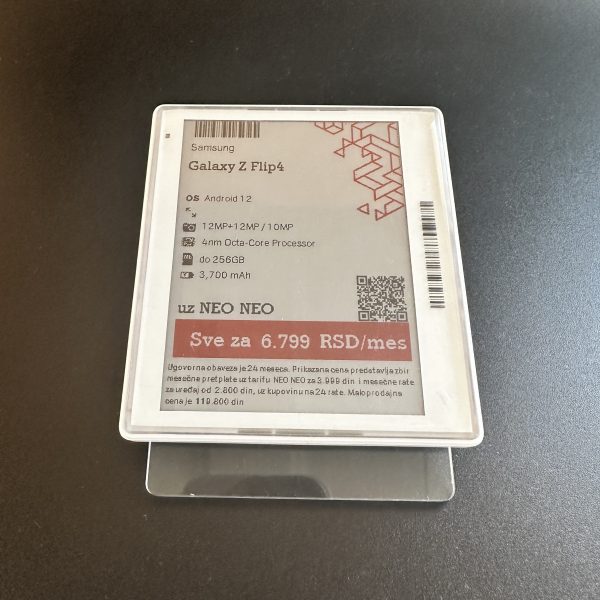 Samsung
Galaxy Z Flip4
OS Android 12
12MP+12MP / 10MP
4nm Octa-Core Processor
do 256GB
3,700 mAh
uz NEO NEO
Sve za 6.799 RSD/mes
Ugovorna obaveza je 24 meseca. Prikazana cena predstavlja zbir
mesečne pretplate uz tarifu NEO NEO za 3.999 din i mesečne rate
za uređaj od 2.800 din, uz kupovinu na 24 rate. Maloprodajna
cena je 119.800 din